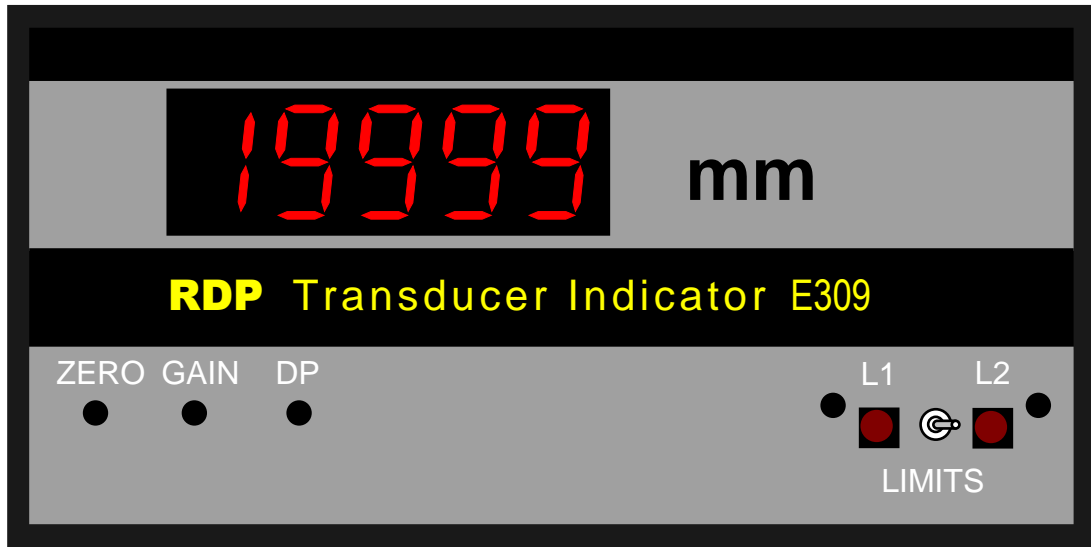 19999 mm
RDP Transducer Indicator E309
ZERO GAIN DP L1 L2
LIMITS